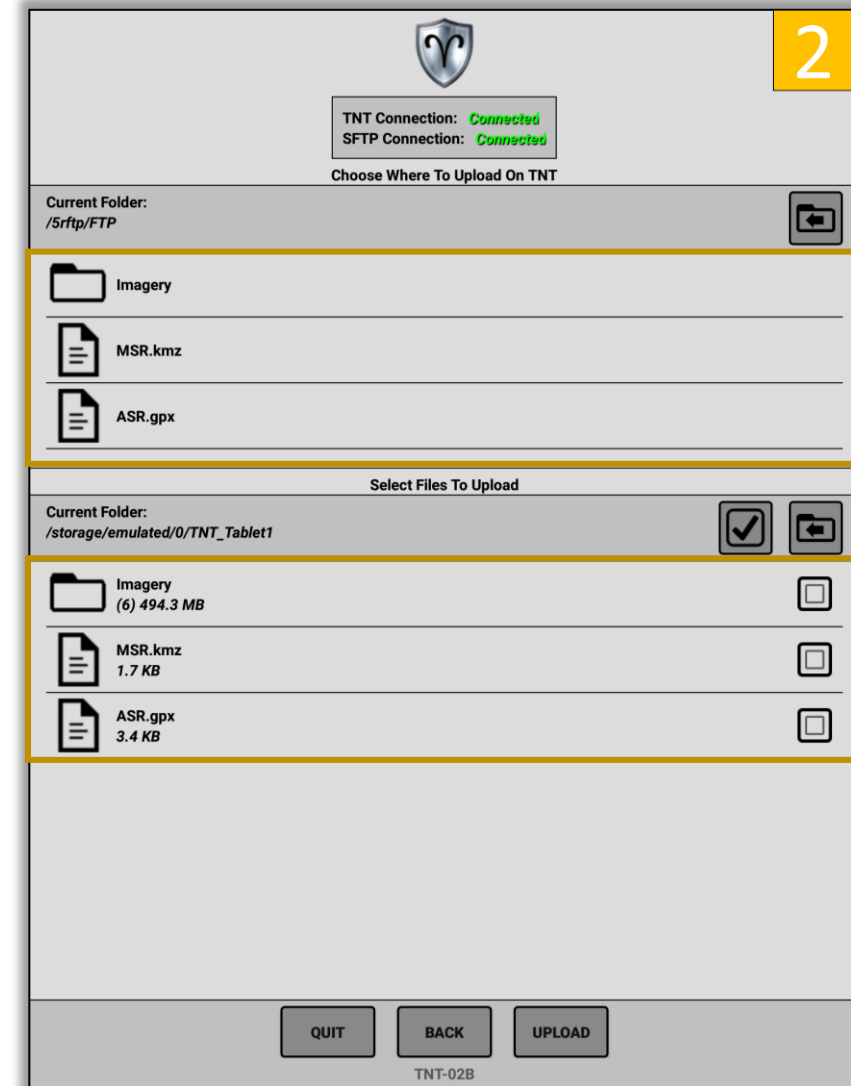 2
TNT Connection: Connected
SFTP Connection: Connected
Choose Where To Upload On TNT
Current Folder:
/5rftp/FTP
Imagery
MSR.kmz
ASR.gpx
Select Files To Upload
Current Folder:
/storage/emulated/0/TNT_Tablet1
Imagery
(6) 494.3 MB
MSR.kmz
1.7 KB
ASR.gpx
3.4 KB
QUIT BACK UPLOAD
TNT-02B